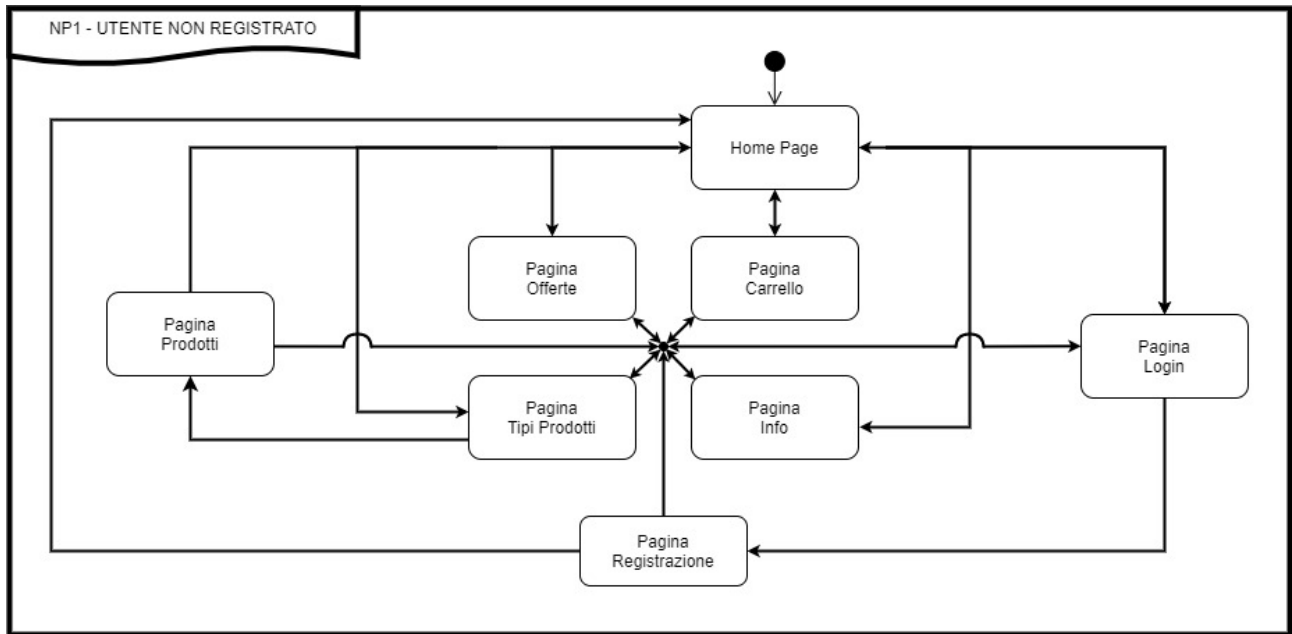 NP1 - UTENTE NON REGISTRATO
Home Page
Pagina
Offerte
Pagina
Carrello
Pagina
Prodotti
Pagina
Login
Pagina
Tipi Prodotti
Pagina
Info
Pagina
Registrazione